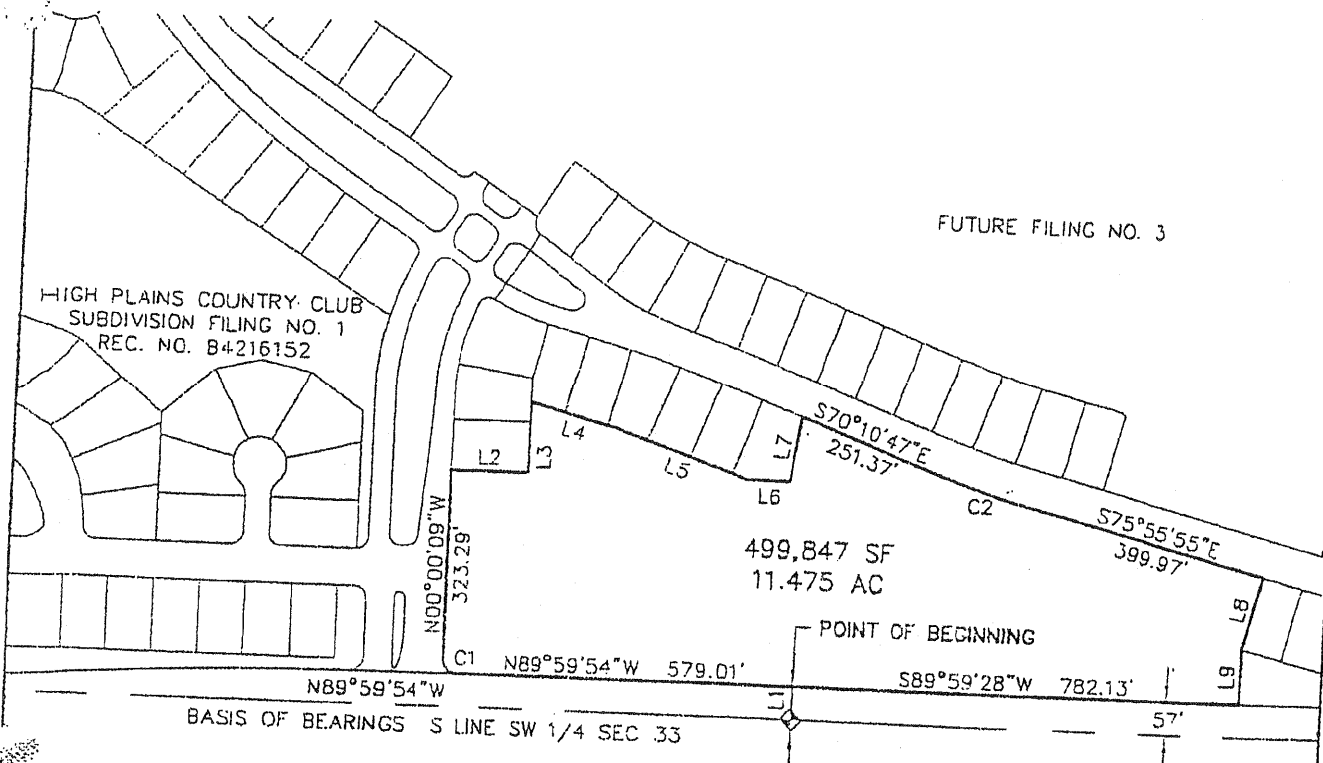 FUTURE FILING NO. 3
HIGH PLAINS COUNTRY CLUB
SUBDIVISION FILING NO. 1
REC. NO. B4216152
S70°10'47"E
251.37'
L7
L4
L3
L2
L5
L6
C2
S75°55'55"E
399.97'
N00°00'09"W
323.29'
499,847 SF
11.475 AC
L8
POINT OF BEGINNING
C1
N89°59'54"W 579.01'
S89°59'28"W 782.13'
L9
N89°59'54"W
L1
57'
BASIS OF BEARINGS S LINE SW 1/4 SEC 33